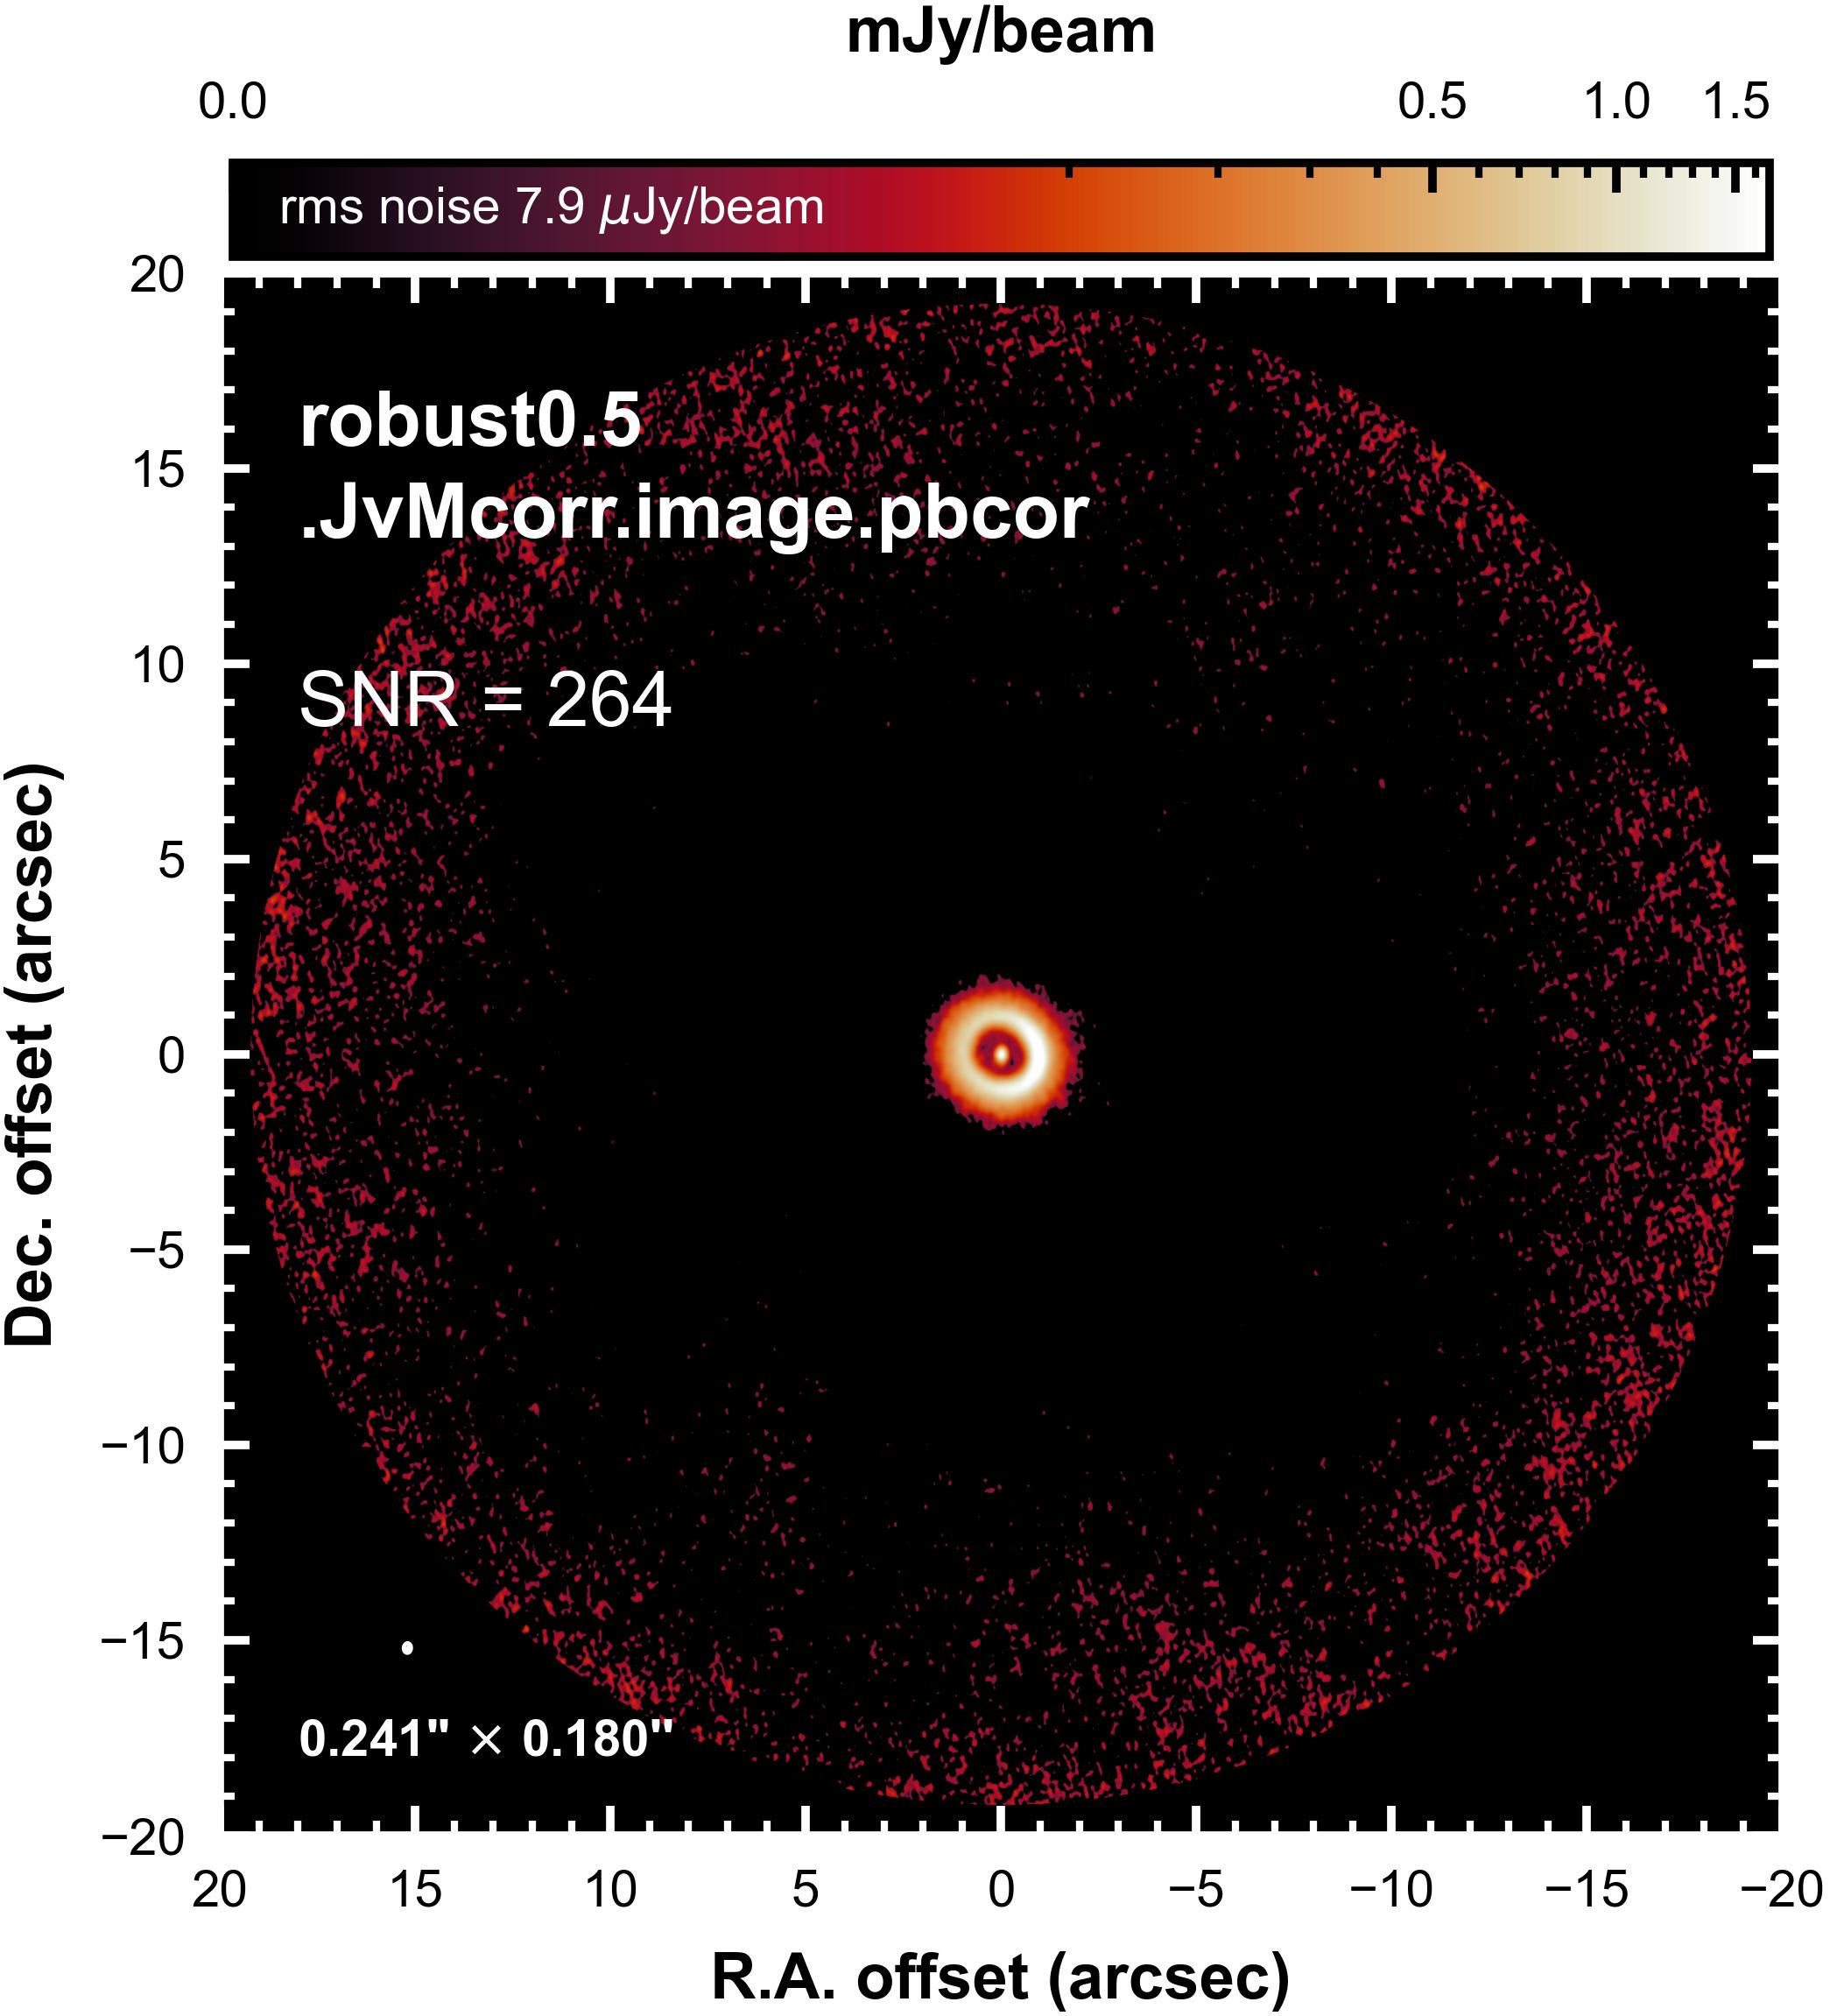 mJy/beam
0.0 0.5 1.0 1.5
rms noise 7.9 μJy/beam
20
robust0.5
15
.JvMcorr.image.pbcor
10
SNR = 264
5
Dec. offset (arcsec)
0
−5
−10
−15
0.241" × 0.180"
−20
20 15 10 5 0 −5 −10 −15 −20
R.A. offset (arcsec)